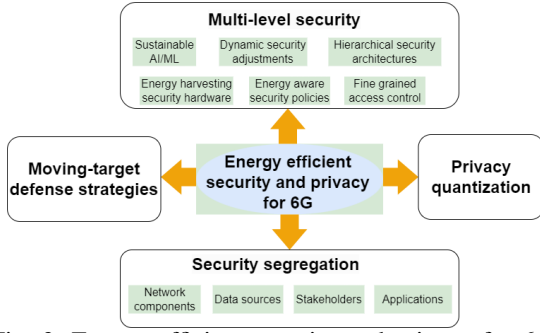 Multi-level security
Sustainable
AI/ML
Dynamic security
adjustments
Hierarchical security
architectures
Energy harvesting
security hardware
Energy aware
security policies
Fine grained
access control
Moving-target
defense strategies
Energy efficient
security and privacy
for 6G
Privacy
quantization
Security segregation
Network
components
Data sources
Stakeholders
Applications